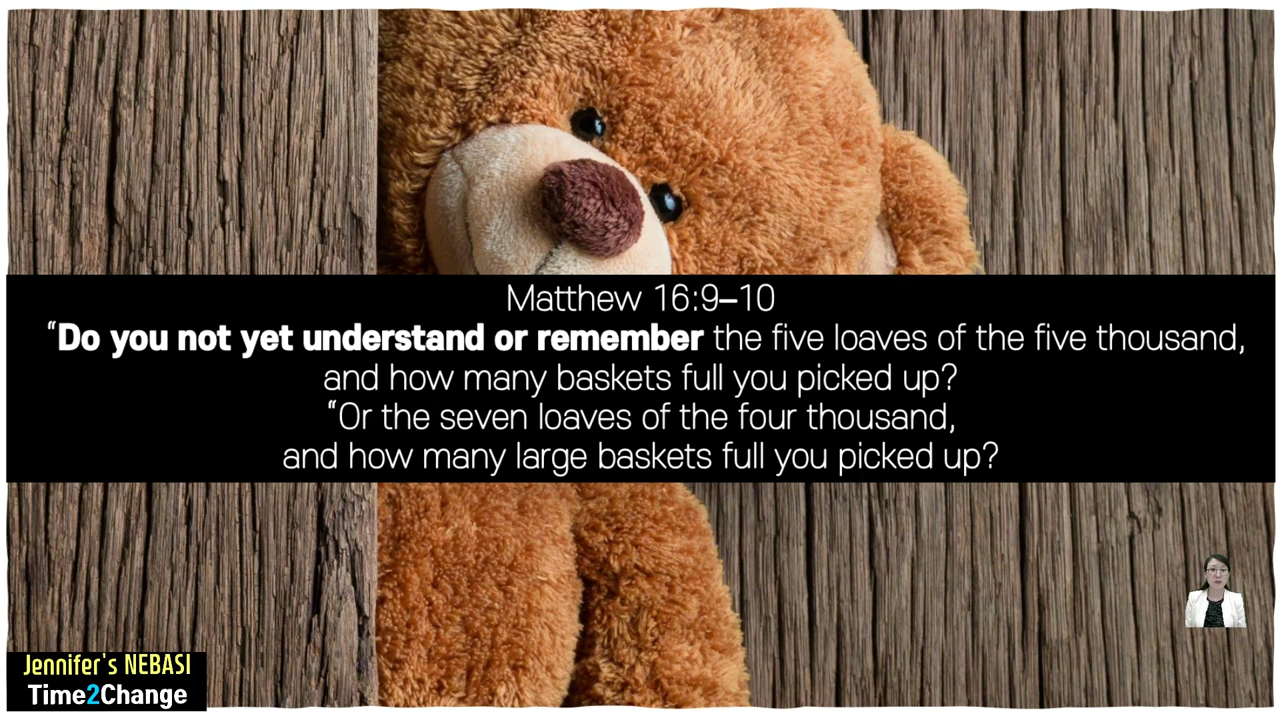 Matthew 16:9–10
“Do you not yet understand or remember the five loaves of the five thousand,
and how many baskets full you picked up?
“Or the seven loaves of the four thousand,
and how many large baskets full you picked up?
Jennifer's NEBASI
Time2Change